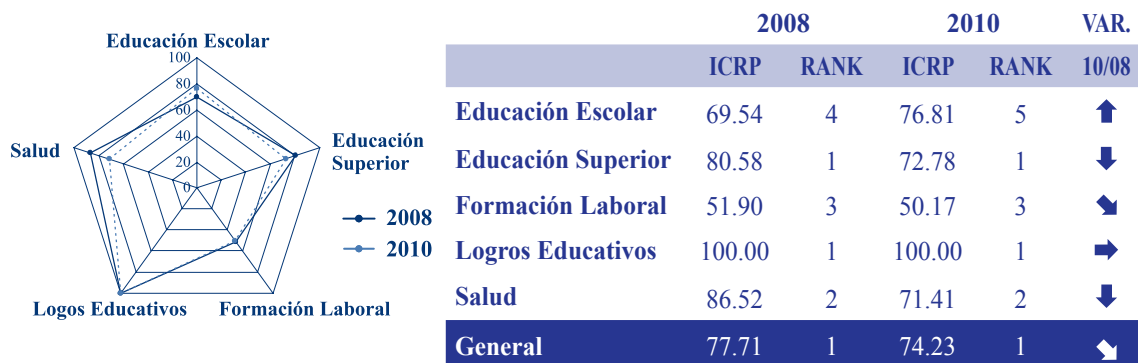 Educación Escolar
100
80
60
40
20
0
Salud
Educación
Superior
2008
2010
Logos Educativos
Formación Laboral
2008 2010 VAR.
ICRP RANK ICRP RANK 10/08
Educación Escolar 69.54 4 76.81 5
Educación Superior 80.58 1 72.78 1
Formación Laboral 51.90 3 50.17 3
Logros Educativos 100.00 1 100.00 1
Salud 86.52 2 71.41 2
General 77.71 1 74.23 1